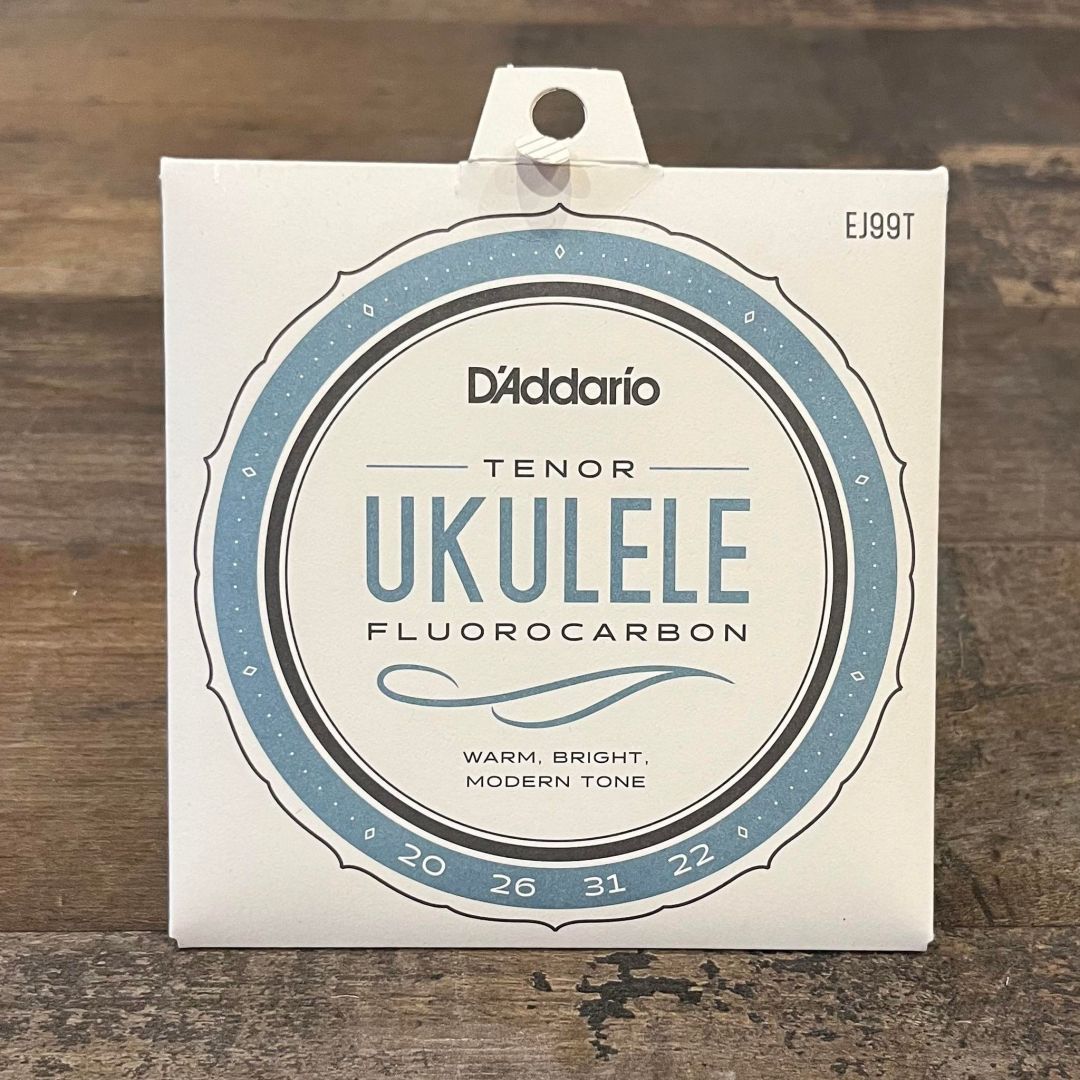 EJ99T
D'Addario
TENOR
UKULELE
FLUOROCARBON
WARM, BRIGHT,
MODERN TONE
20 26 31 22